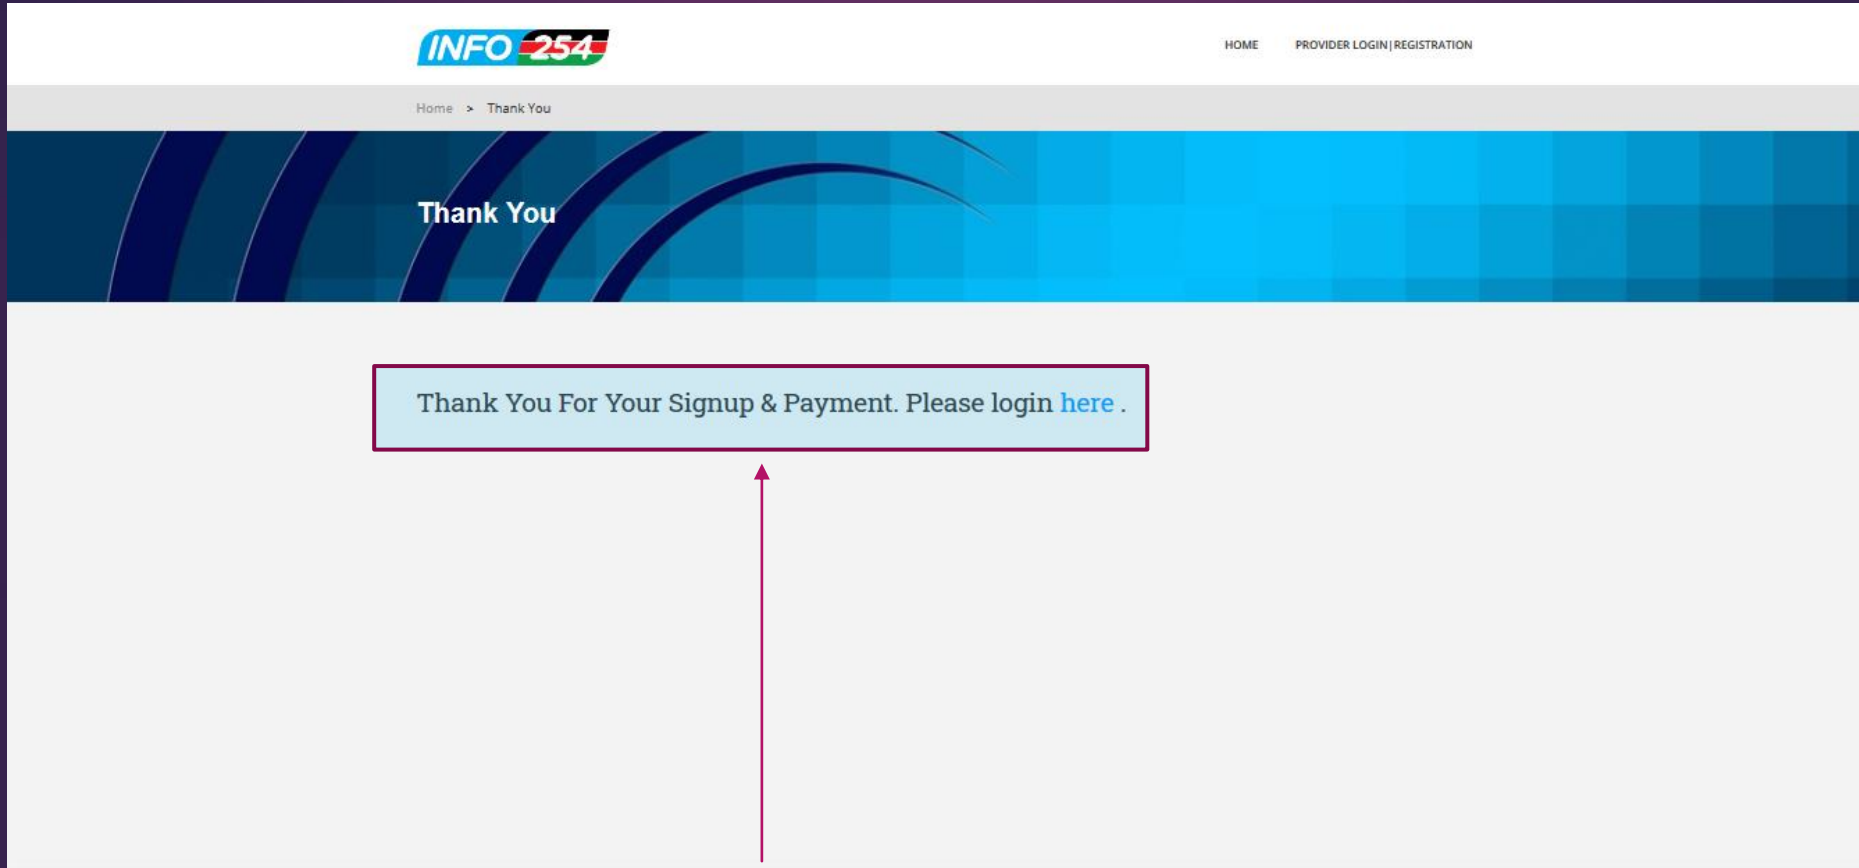 INFO 254
HOME PROVIDER LOGIN|REGISTRATION
Home > Thank You
Thank You
Thank You For Your Signup & Payment. Please login here .